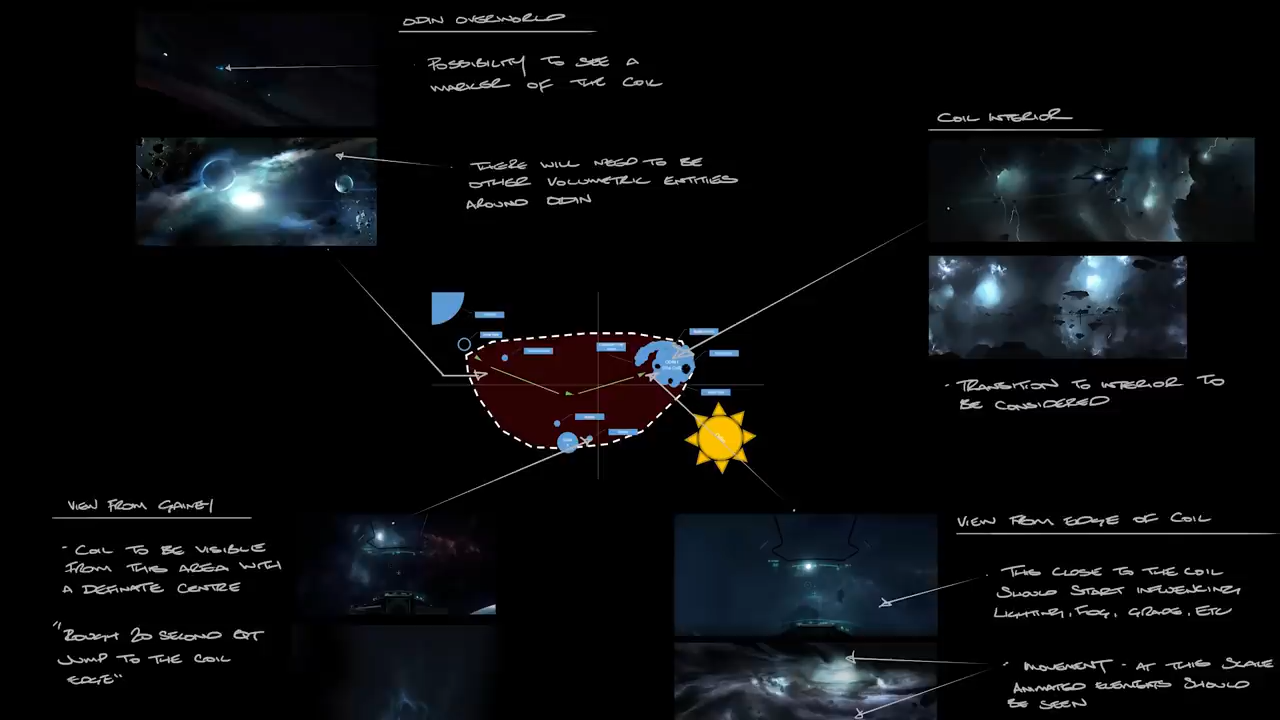 ODIN OVERWORLD
POSSIBILITY TO SEE A
MARKER OF THE COIL
THERE WILL NEED TO BE
OTHER VOLUMETRIC ENTITIES
AROUND ODIN
COIL INTERIOR
- TRANSITION TO INTERIOR TO
BE CONSIDERED
VIEW FROM GAINEY
- COIL TO BE VISIBLE
FROM THIS AREA WITH
A DEFINATE CENTRE
"ROUGH 20 SECOND
JUMP TO THE COIL
EDGE"
VIEW FROM EDGE OF COIL
THIS CLOSE TO THE COIL
SHOULD START INFLUENCING
LIGHTING, FOG, GRADE, ETC
- MOVEMENT - AT THIS SCALE
ANIMATED ELEMENTS SHOULD
BE SEEN